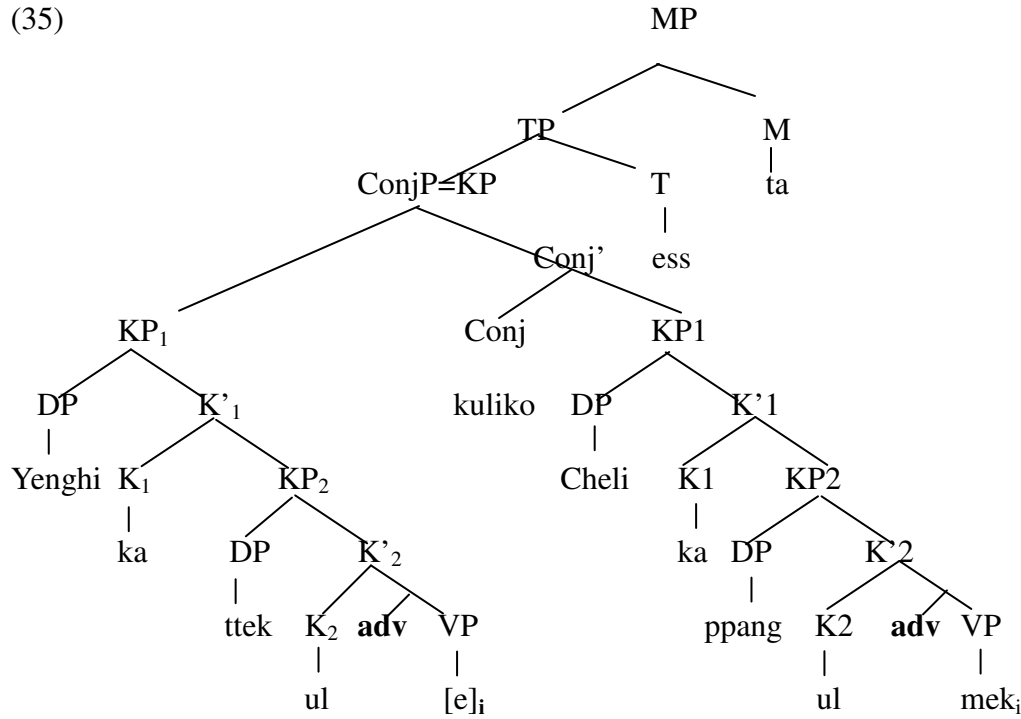 (35) MP
TP M
ConjP=KP T ta
Conj’ ess
KP₁ Conj KP1
DP K’₁ kuliko DP K’1
Yenghi K₁ KP₂ Cheli K1 KP2
ka DP K’₂ ka DP K’2
ttek K₂ adv VP ppang K2 adv VP
ul [e]ᵢ ul mekᵢ